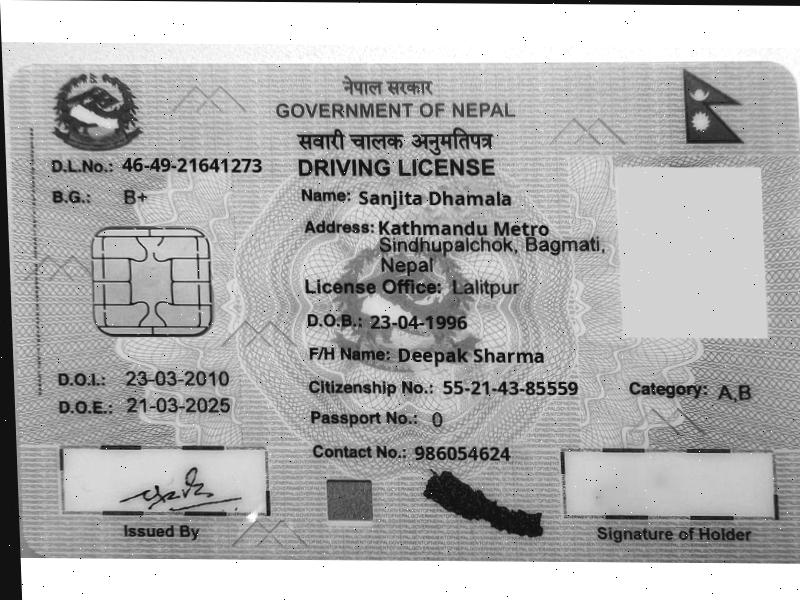 नेपाल सरकार
GOVERNMENT OF NEPAL
सवारी चालक अनुमतिपत्र
D.L.No.: 46-49-21641273
DRIVING LICENSE
B.G.: B+
Name: Sanjita Dhamala
Address: Kathmandu Metro
Sindhupalchok, Bagmati,
Nepal
License Office: Lalitpur
D.O.B.: 23-04-1996
F/H Name: Deepak Sharma
D.O.I.: 23-03-2010
Citizenship No.: 55-21-43-85559
Category: A,B
D.O.E.: 21-03-2025
Passport No.: 0
Contact No.: 986054624
Issued By
Signature of Holder